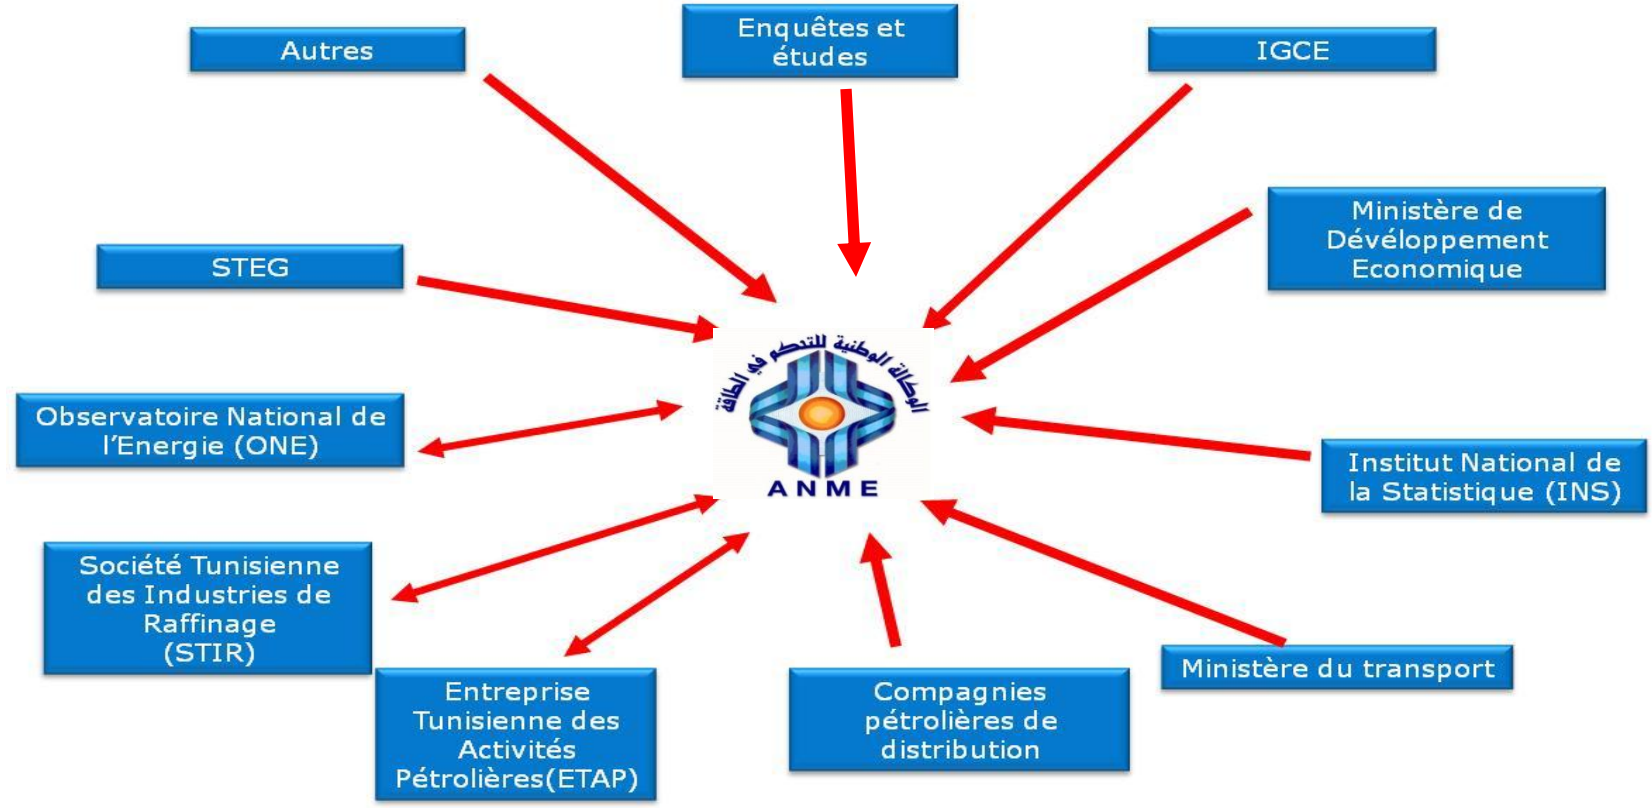 Autres
Enquêtes et
études
IGCE
Ministère de
Dévéloppement
Economique
STEG
الوكالة الوطنية للتحكم في الطاقة
ANME
Observatoire National de
l’Energie (ONE)
Institut National de
la Statistique (INS)
Société Tunisienne
des Industries de
Raffinage
(STIR)
Entreprise
Tunisienne des
Activités
Pétrolières(ETAP)
Compagnies
pétrolières de
distribution
Ministère du transport